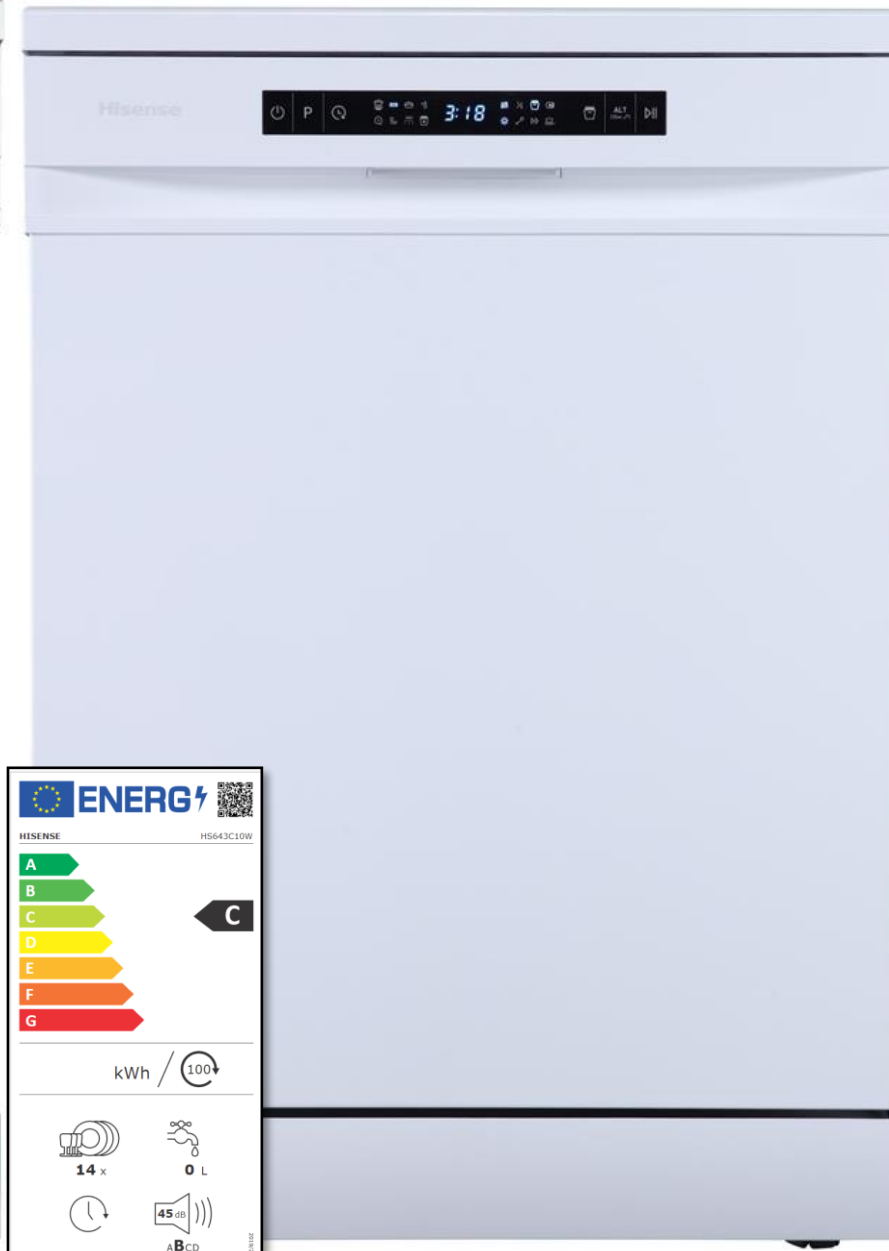 Hisense
P 3:18 ALT
ENERG
HISENSE HS643C10W
A
B
C C
D
E
F
G
kWh / 100
14 x 0 L
45 dB
ABCD